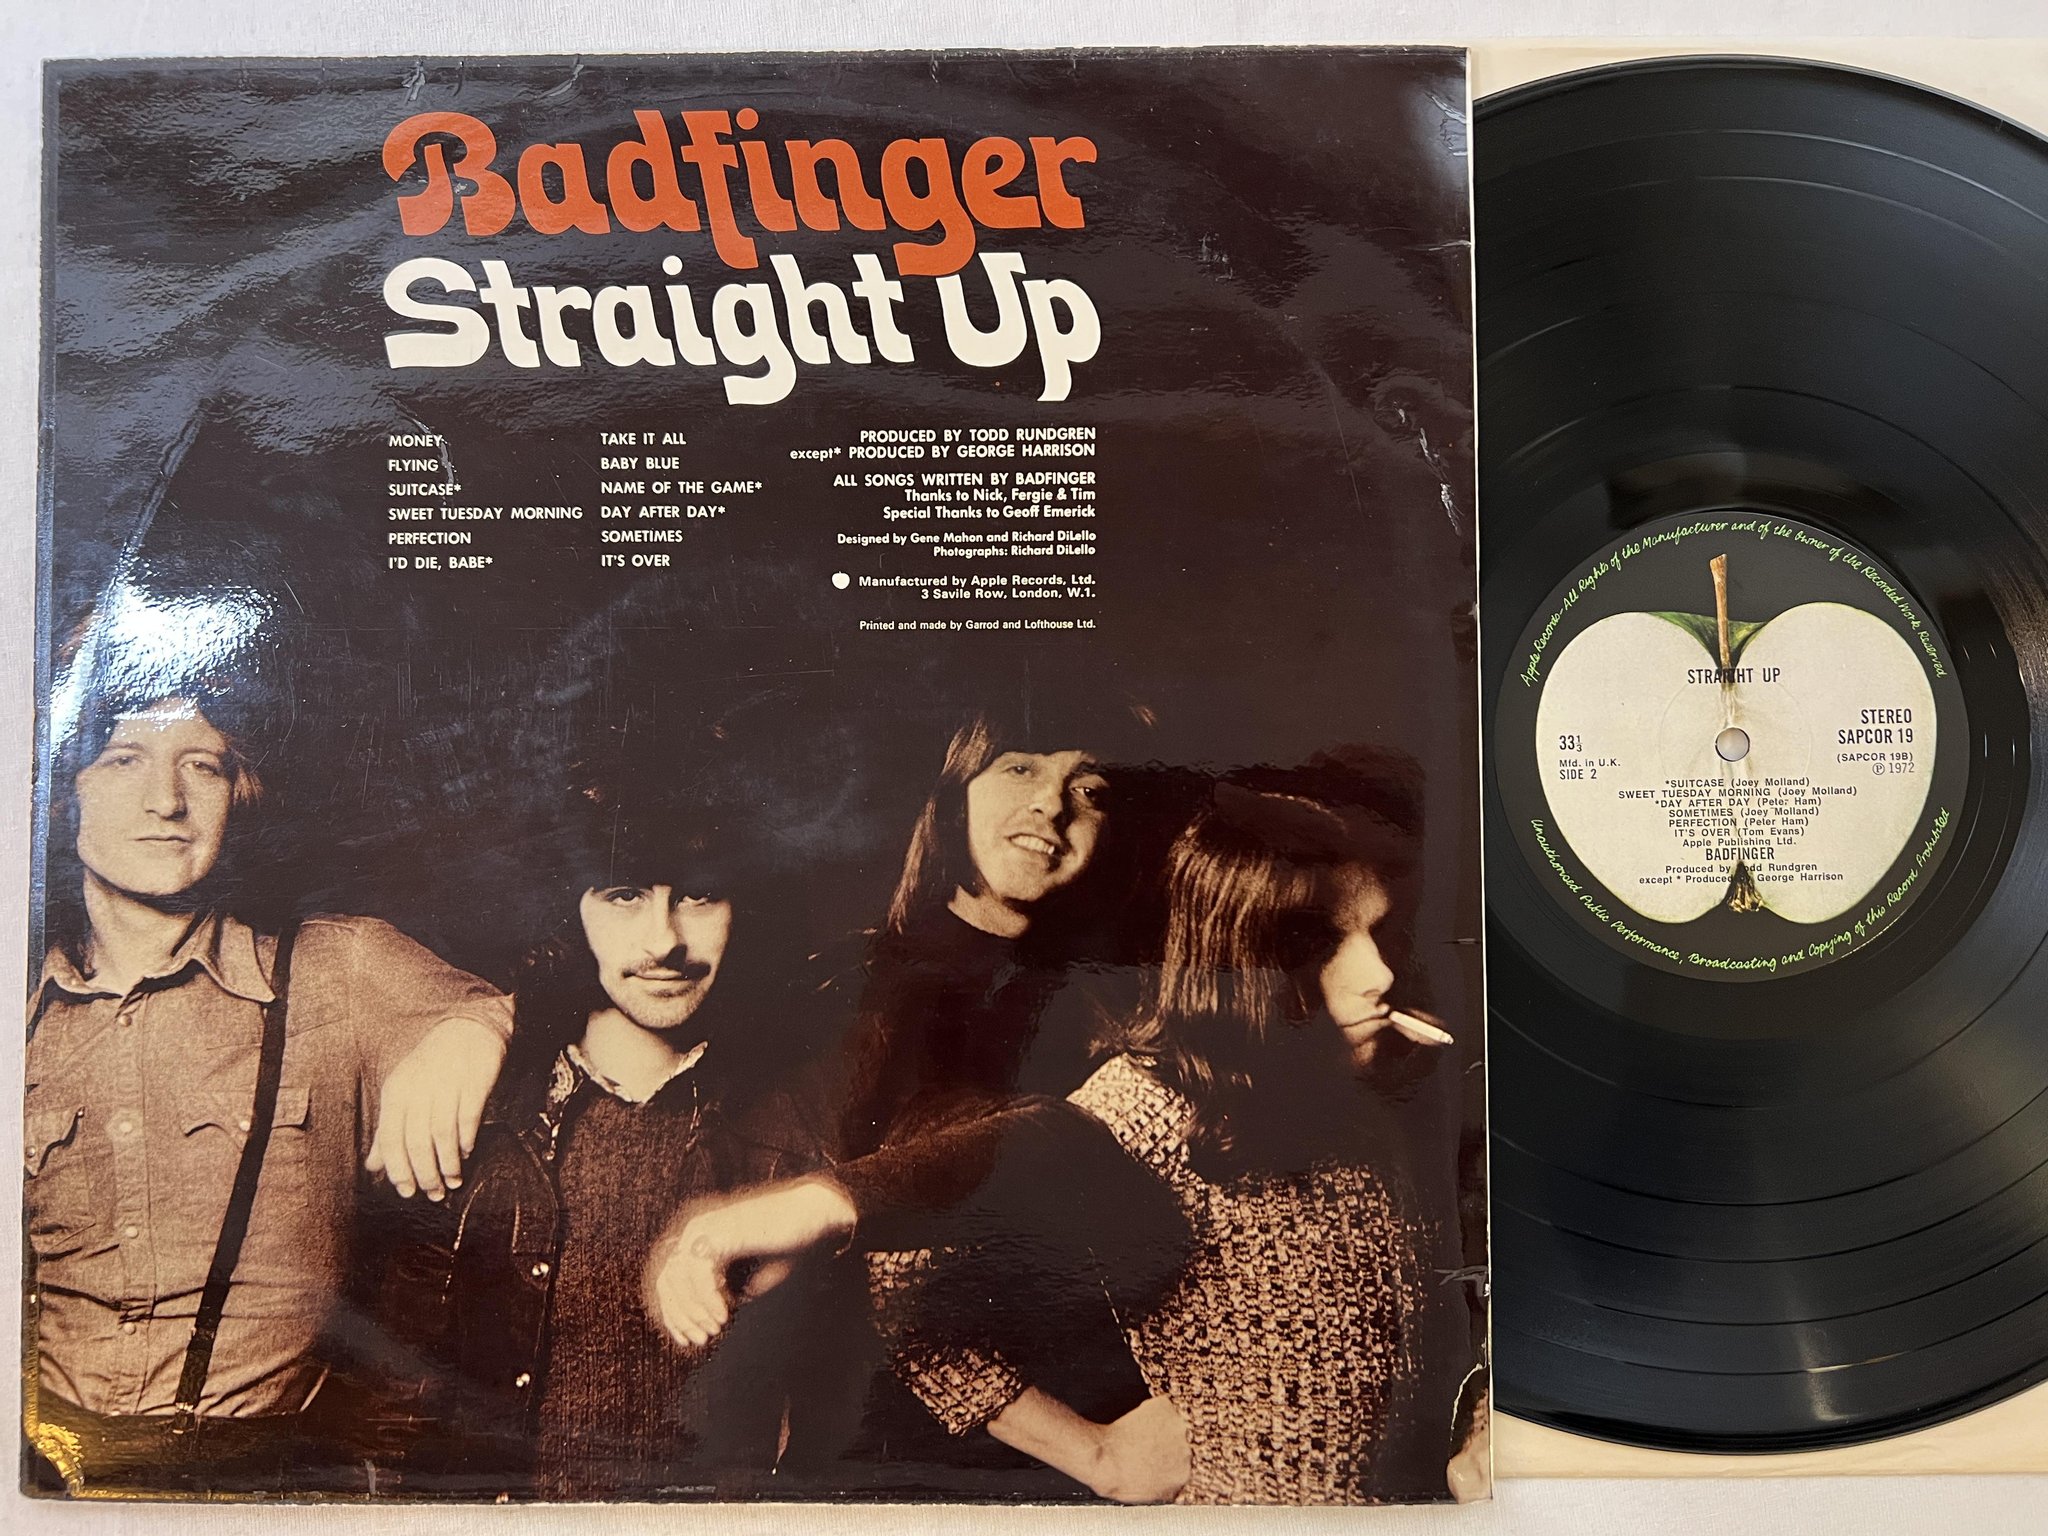 Badfinger
Straight Up
MONEY
FLYING
SUITCASE*
SWEET TUESDAY MORNING
PERFECTION
I'D DIE, BABE*
TAKE IT ALL
BABY BLUE
NAME OF THE GAME*
DAY AFTER DAY*
SOMETIMES
IT'S OVER
PRODUCED BY TODD RUNDGREN
except* PRODUCED BY GEORGE HARRISON
ALL SONGS WRITTEN BY BADFINGER
Thanks to Nick, Fergie & Tim
Special Thanks to Geoff Emerick
Designed by Gene Mahon and Richard DiLello
Photographs: Richard DiLello
Manufactured by Apple Records, Ltd.
3 Savile Row, London, W.1.
Printed and made by Garrod and Lofthouse Ltd.
Apple Records-All Rights of the Manufacturer and of the Owner of the Recorded Work Reserved
STRAIGHT UP
STEREO
SAPCOR 19
(SAPCOR 19B)
Ⓟ 1972
33⅓
Mfd. in U.K.
SIDE 2
*SUITCASE (Joey Molland)
SWEET TUESDAY MORNING (Joey Molland)
*DAY AFTER DAY (Peter Ham)
SOMETIMES (Joey Molland)
PERFECTION (Peter Ham)
IT'S OVER (Tom Evans)
Apple Publishing Ltd.
BADFINGER
Produced by Todd Rundgren
except * Produced by George Harrison
Unauthorised Public Performance, Broadcasting and Copying of this Record Prohibited